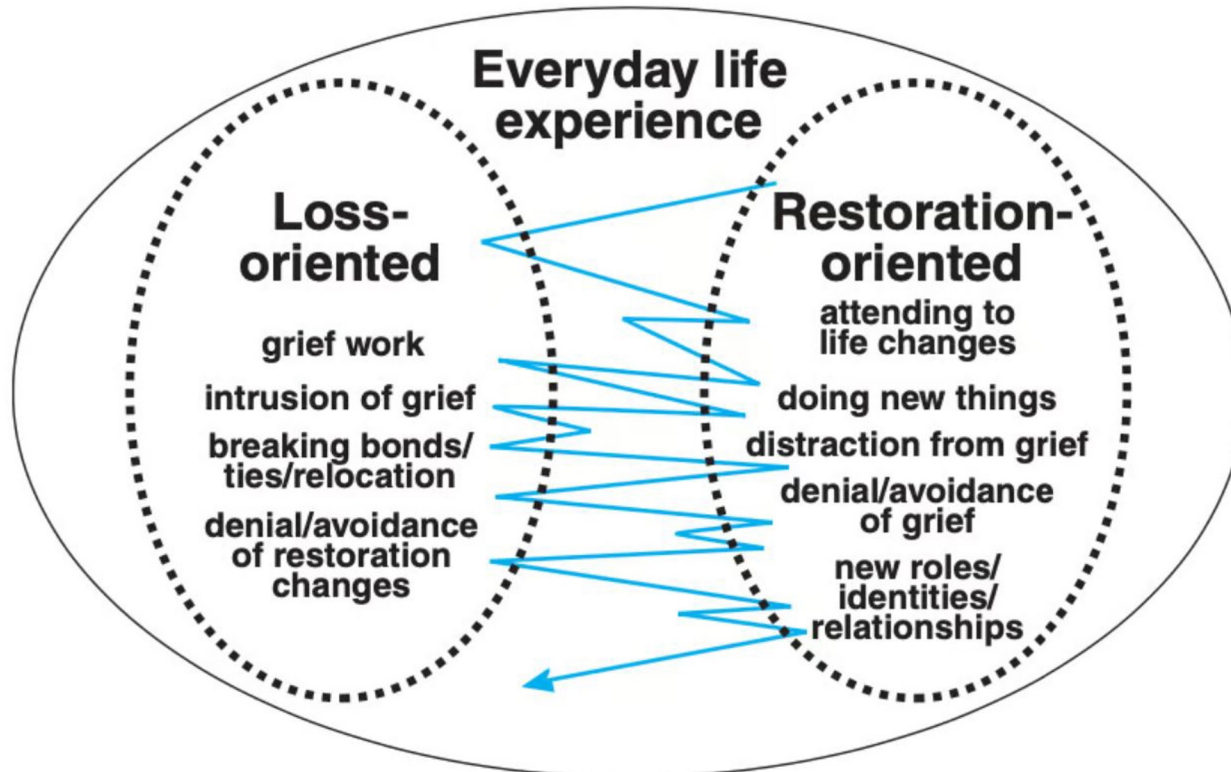 Everyday life
experience
Loss-
oriented
grief work
intrusion of grief
breaking bonds/
ties/relocation
denial/avoidance
of restoration
changes
Restoration-
oriented
attending to
life changes
doing new things
distraction from grief
denial/avoidance
of grief
new roles/
identities/
relationships